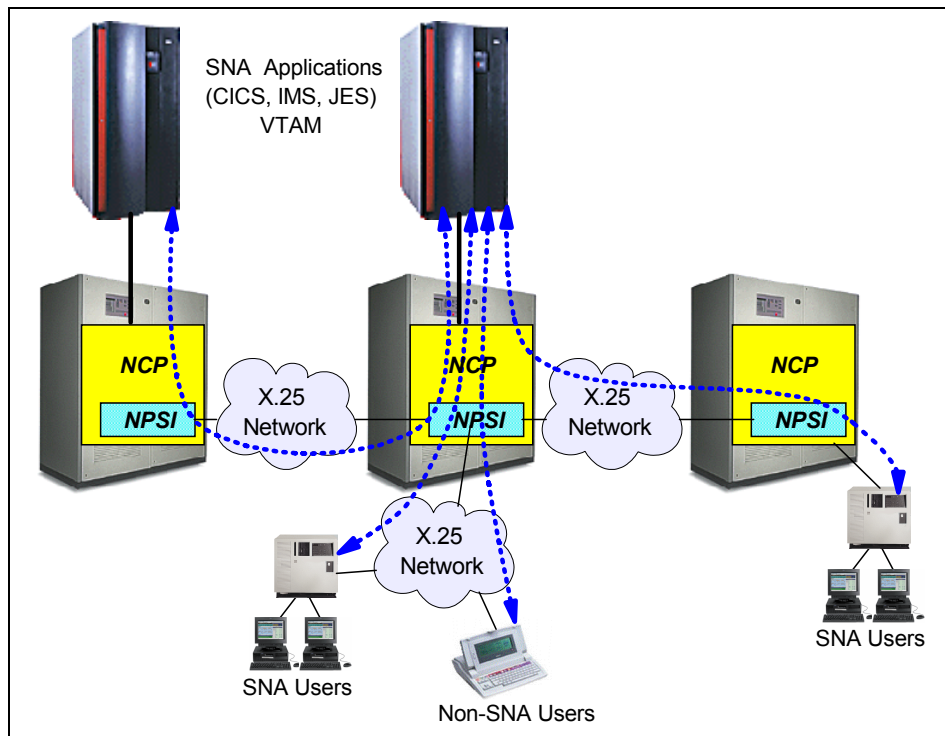 SNA Applications
(CICS, IMS, JES)
VTAM
NCP
NPSI
X.25
Network
NCP
NPSI
X.25
Network
NCP
NPSI
X.25
Network
SNA Users
Non-SNA Users
SNA Users